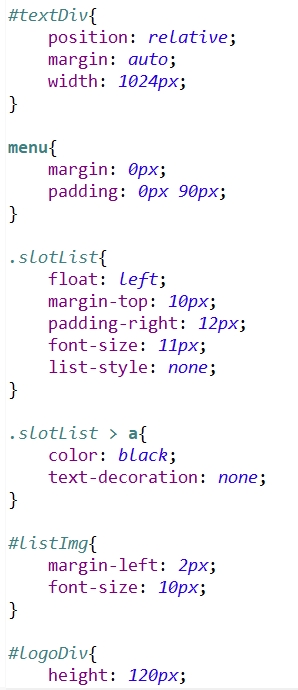 #textDiv{
    position: relative;
    margin: auto;
    width: 1024px;
}

menu{
    margin: 0px;
    padding: 0px 90px;
}

.slotList{
    float: left;
    margin-top: 10px;
    padding-right: 12px;
    font-size: 11px;
    list-style: none;
}

.slotList > a{
    color: black;
    text-decoration: none;
}

#listImg{
    margin-left: 2px;
    font-size: 10px;
}

#logoDiv{
    height: 120px;